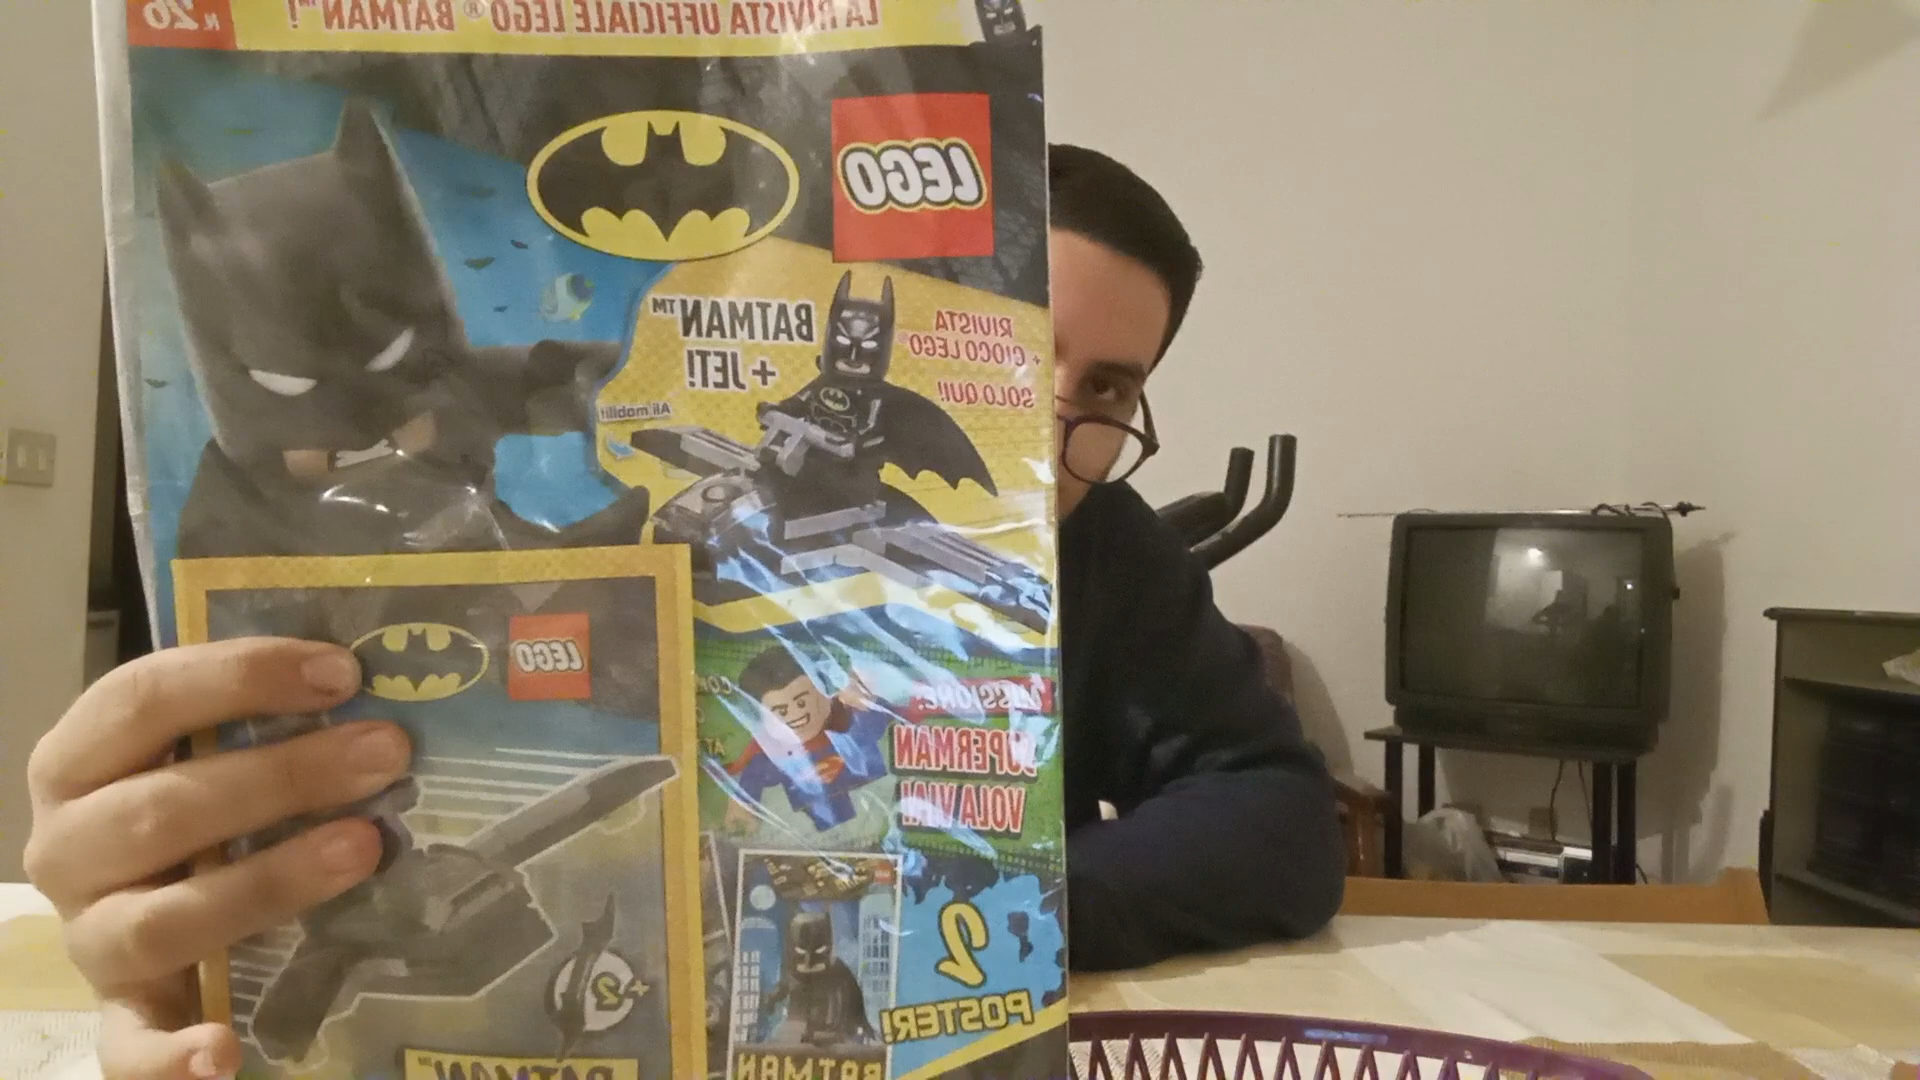 N. 26
LA RIVISTA UFFICIALE LEGO® BATMAN™!
LEGO
RIVISTA
+ GIOCO LEGO®
SOLO QUI!
BATMAN™
+ JET!
Ali mobili!
MISSIONE:
SUPERMAN
VOLA VIA!
2
POSTER!
BATMAN
LEGO
+2
BATMAN™